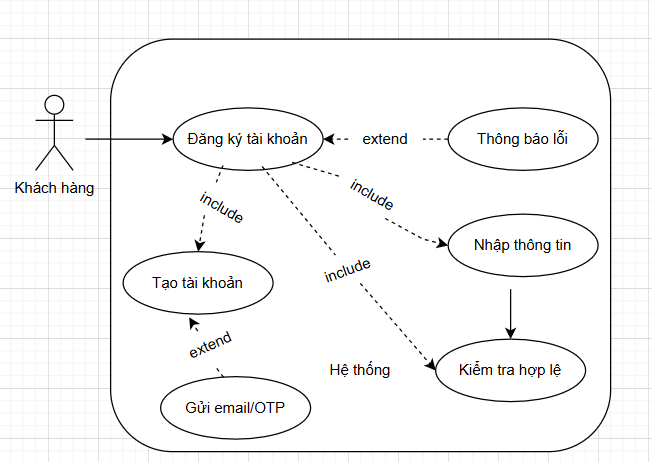 Đăng ký tài khoản
extend
Thông báo lỗi
Khách hàng
include
include
Nhập thông tin
include
Tạo tài khoản
extend
Hệ thống
Kiểm tra hợp lệ
Gửi email/OTP